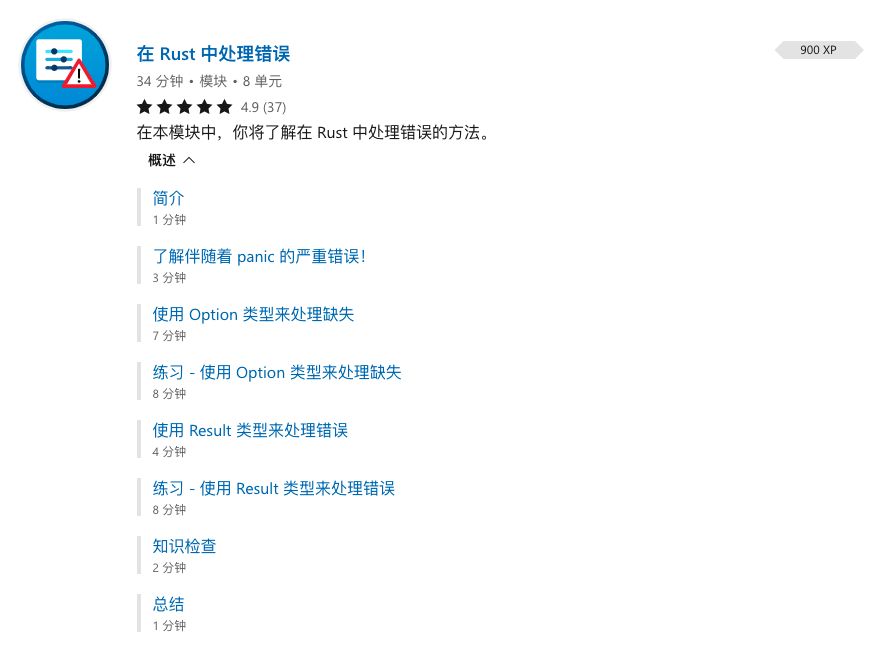 在 Rust 中处理错误
900 XP
34 分钟 • 模块 • 8 单元
4.9 (37)
在本模块中，你将了解在 Rust 中处理错误的方法。
概述
简介
1 分钟
了解伴随着 panic 的严重错误！
3 分钟
使用 Option 类型来处理缺失
7 分钟
练习 - 使用 Option 类型来处理缺失
8 分钟
使用 Result 类型来处理错误
4 分钟
练习 - 使用 Result 类型来处理错误
8 分钟
知识检查
2 分钟
总结
1 分钟